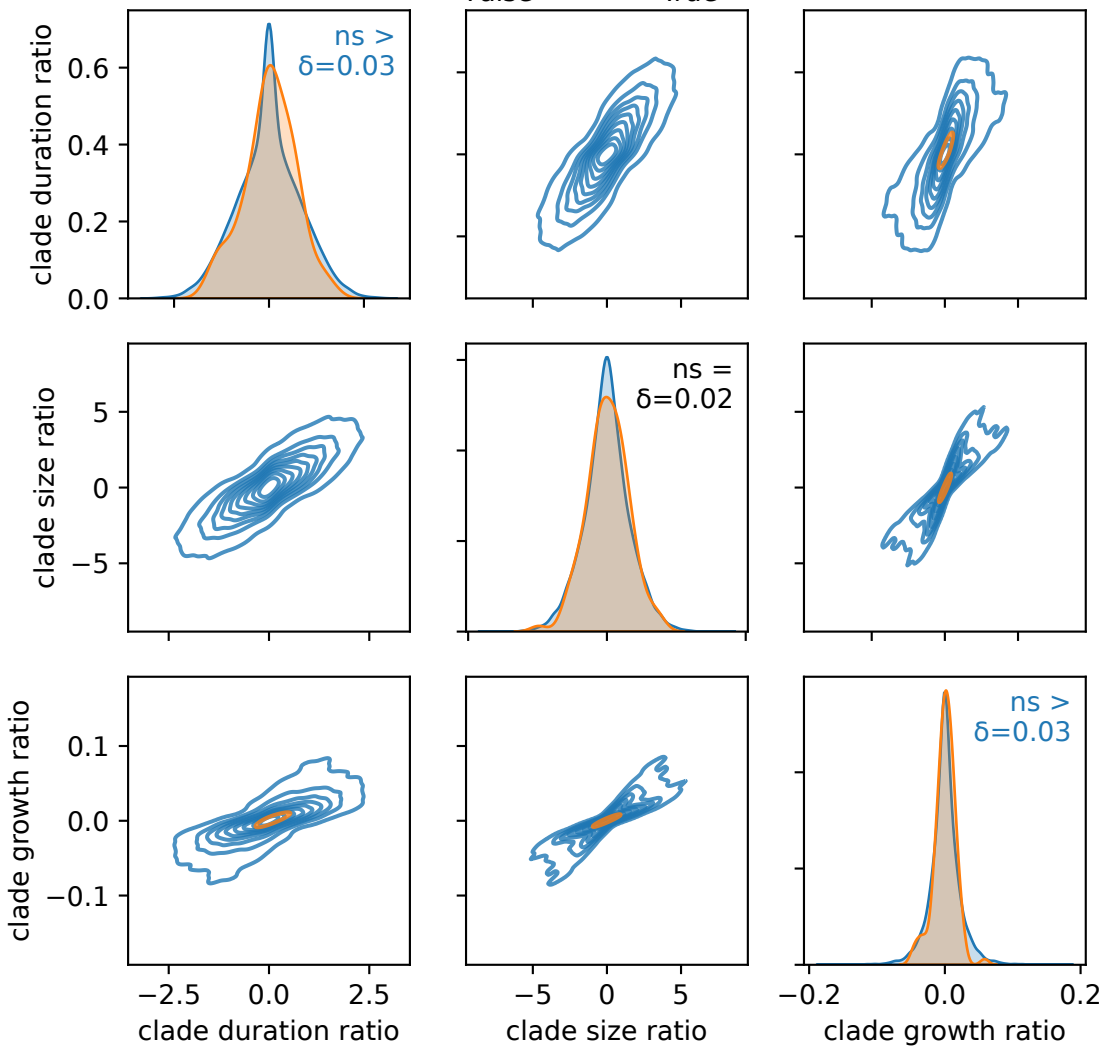 clade duration ratio
0.6
0.4
0.2
0.0
ns >
δ=0.03
clade size ratio
5
0
−5
−5
0
5
ns =
δ=0.02
clade growth ratio
0.1
0.0
−0.1
ns >
δ=0.03
−2.5
0.0
2.5
−5
0
5
−0.2
0.0
0.2
clade duration ratio
clade size ratio
clade growth ratio